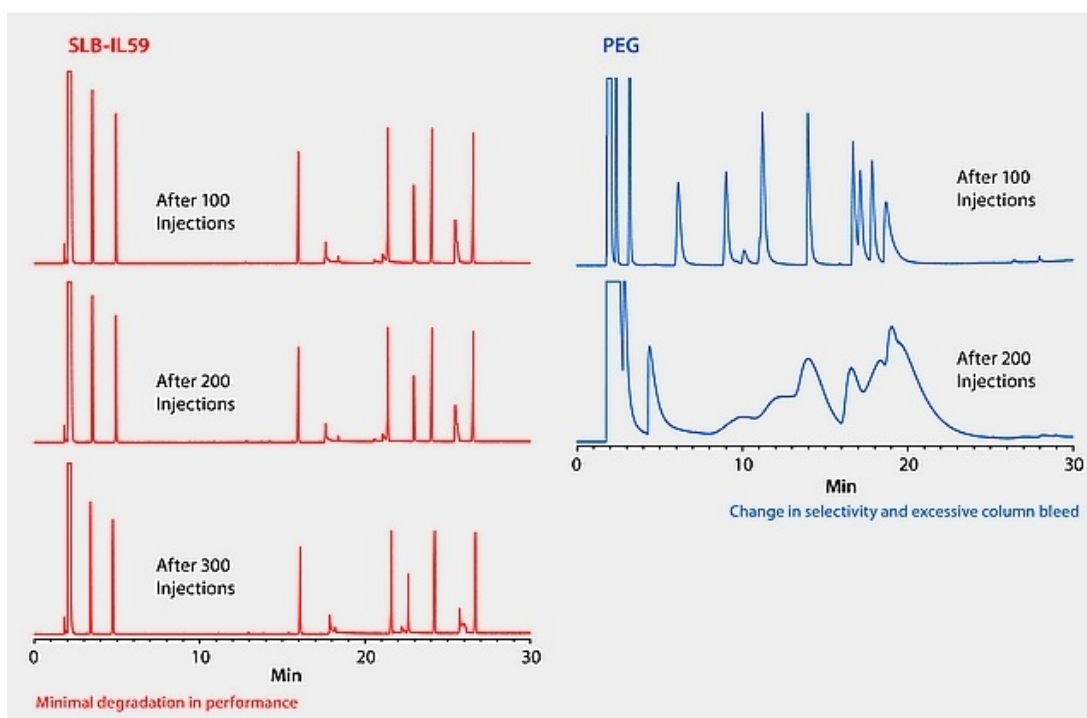 SLB-IL59
After 100
Injections
After 200
Injections
After 300
Injections
0 10 20 30
Min
Minimal degradation in performance
PEG
After 100
Injections
After 200
Injections
0 10 20 30
Min
Change in selectivity and excessive column bleed